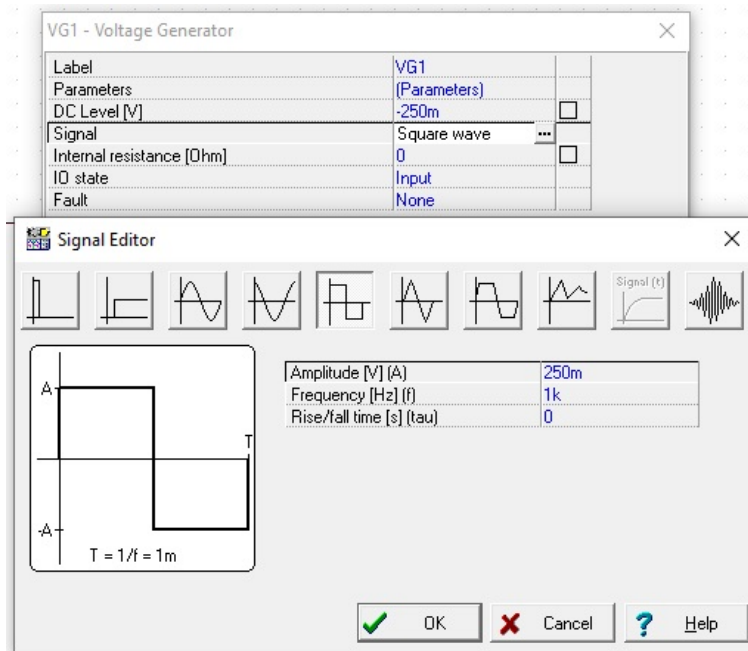 VG1 - Voltage Generator
Label VG1
Parameters (Parameters)
DC Level [V] -250m
Signal Square wave ...
Internal resistance [Ohm] 0
IO state Input
Fault None
Signal Editor
Signal (t)
A
T
-A
T = 1/f = 1m
Amplitude [V] (A) 250m
Frequency [Hz] (f) 1k
Rise/fall time [s] (tau) 0
OK Cancel ? Help